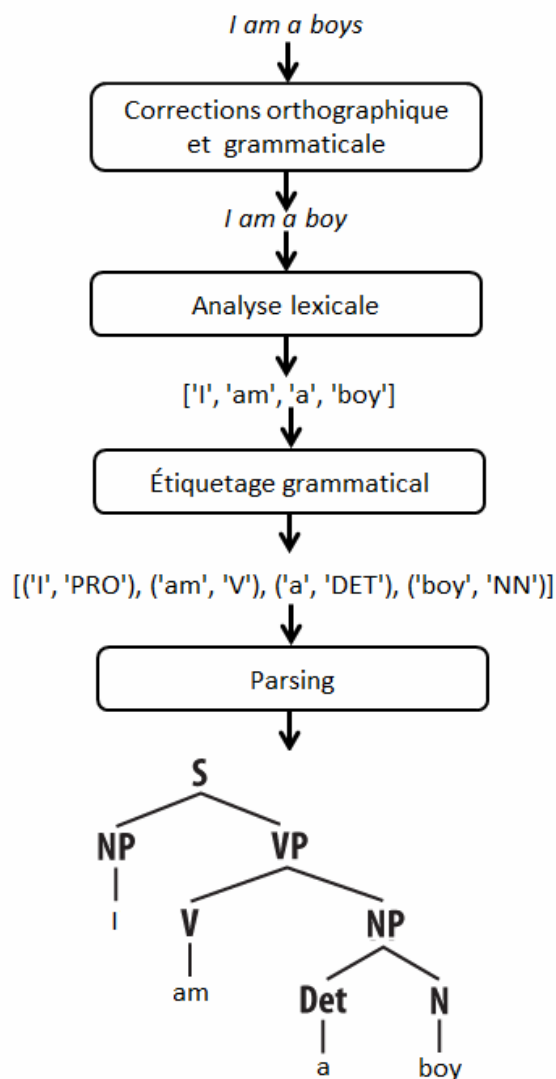 I am a boys
Corrections orthographique
et grammaticale
I am a boy
Analyse lexicale
['I', 'am', 'a', 'boy']
Étiquetage grammatical
[('I', 'PRO'), ('am', 'V'), ('a', 'DET'), ('boy', 'NN')]
Parsing
S
NP VP
I V NP
am Det N
a boy